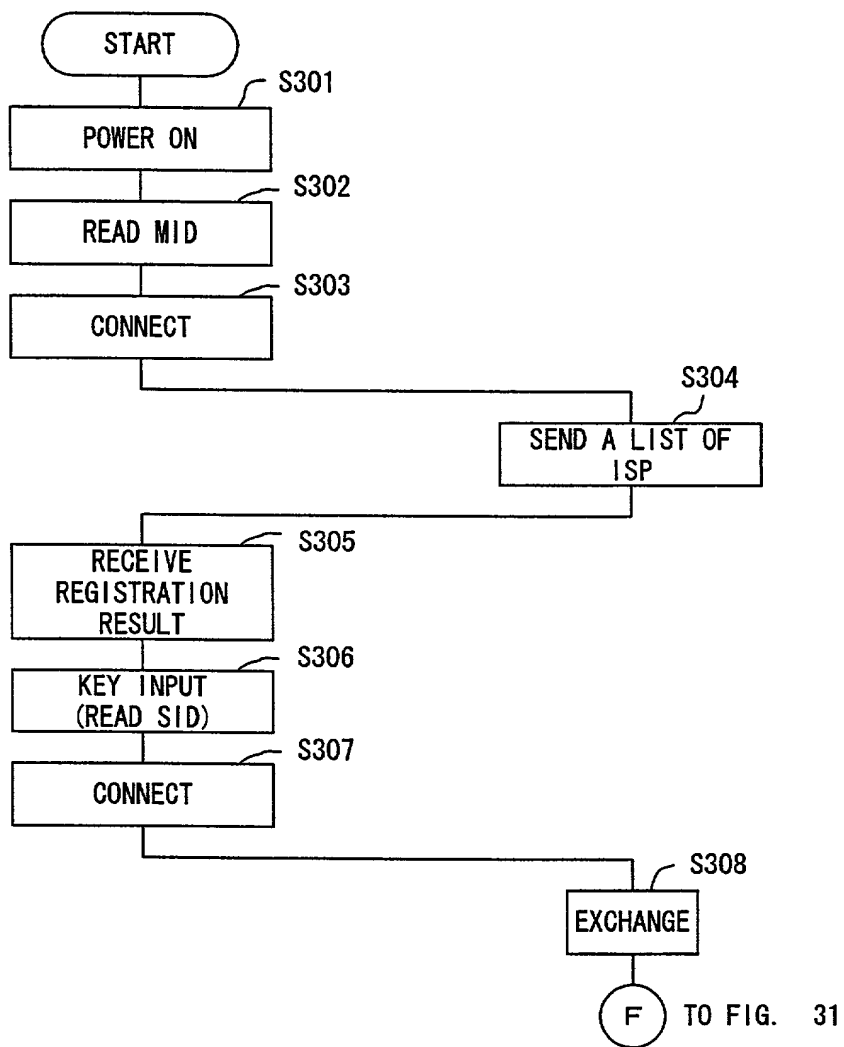 START
S301
POWER ON
S302
READ MID
S303
CONNECT
S304
SEND A LIST OF
ISP
S305
RECEIVE
REGISTRATION
RESULT
S306
KEY INPUT
(READ SID)
S307
CONNECT
S308
EXCHANGE
F TO FIG. 31